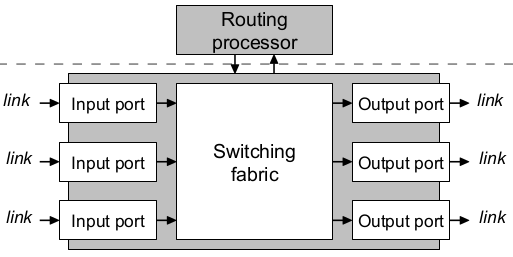 Routing
processor
link Input port Output port link
Switching
fabric
link Input port Output port link
link Input port Output port link